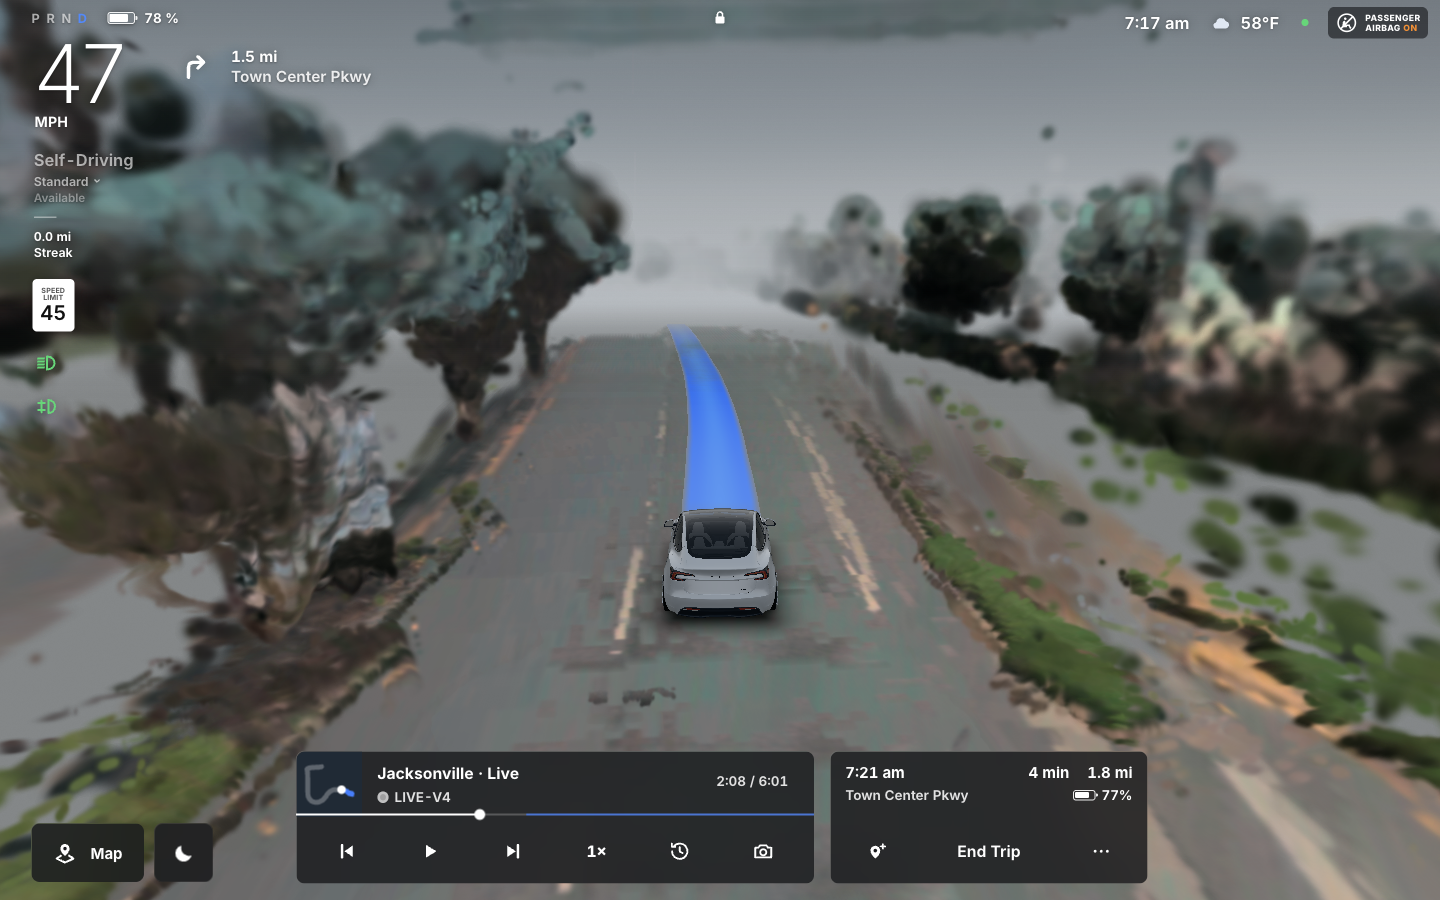 P R N D
78 %
7:17 am
58°F
PASSENGER
AIRBAG ON
47
MPH
1.5 mi
Town Center Pkwy
Self-Driving
Standard
Available
0.0 mi
Streak
SPEED
LIMIT
45
Jacksonville · Live
LIVE-V4
2:08 / 6:01
1×
7:21 am
4 min
1.8 mi
Town Center Pkwy
77%
End Trip
Map